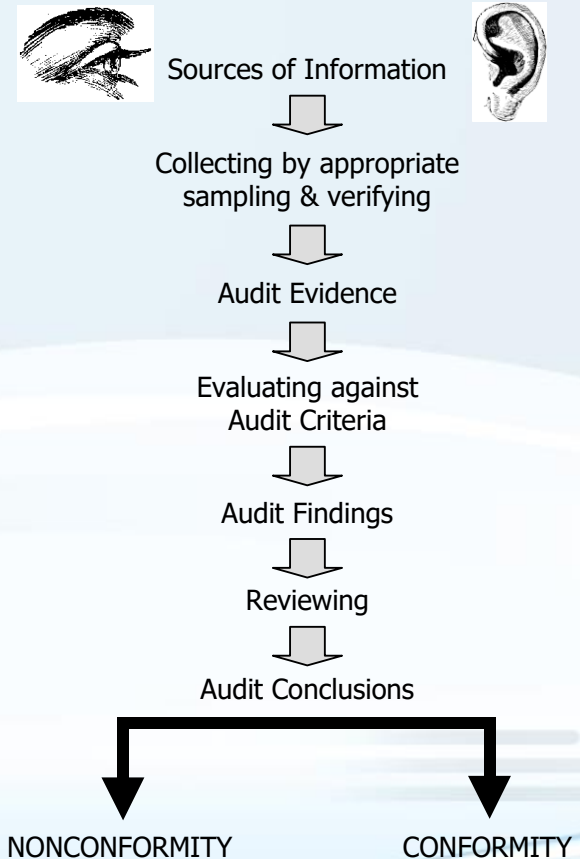 Sources of Information
Collecting by appropriate
sampling & verifying
Audit Evidence
Evaluating against
Audit Criteria
Audit Findings
Reviewing
Audit Conclusions
NONCONFORMITY
CONFORMITY